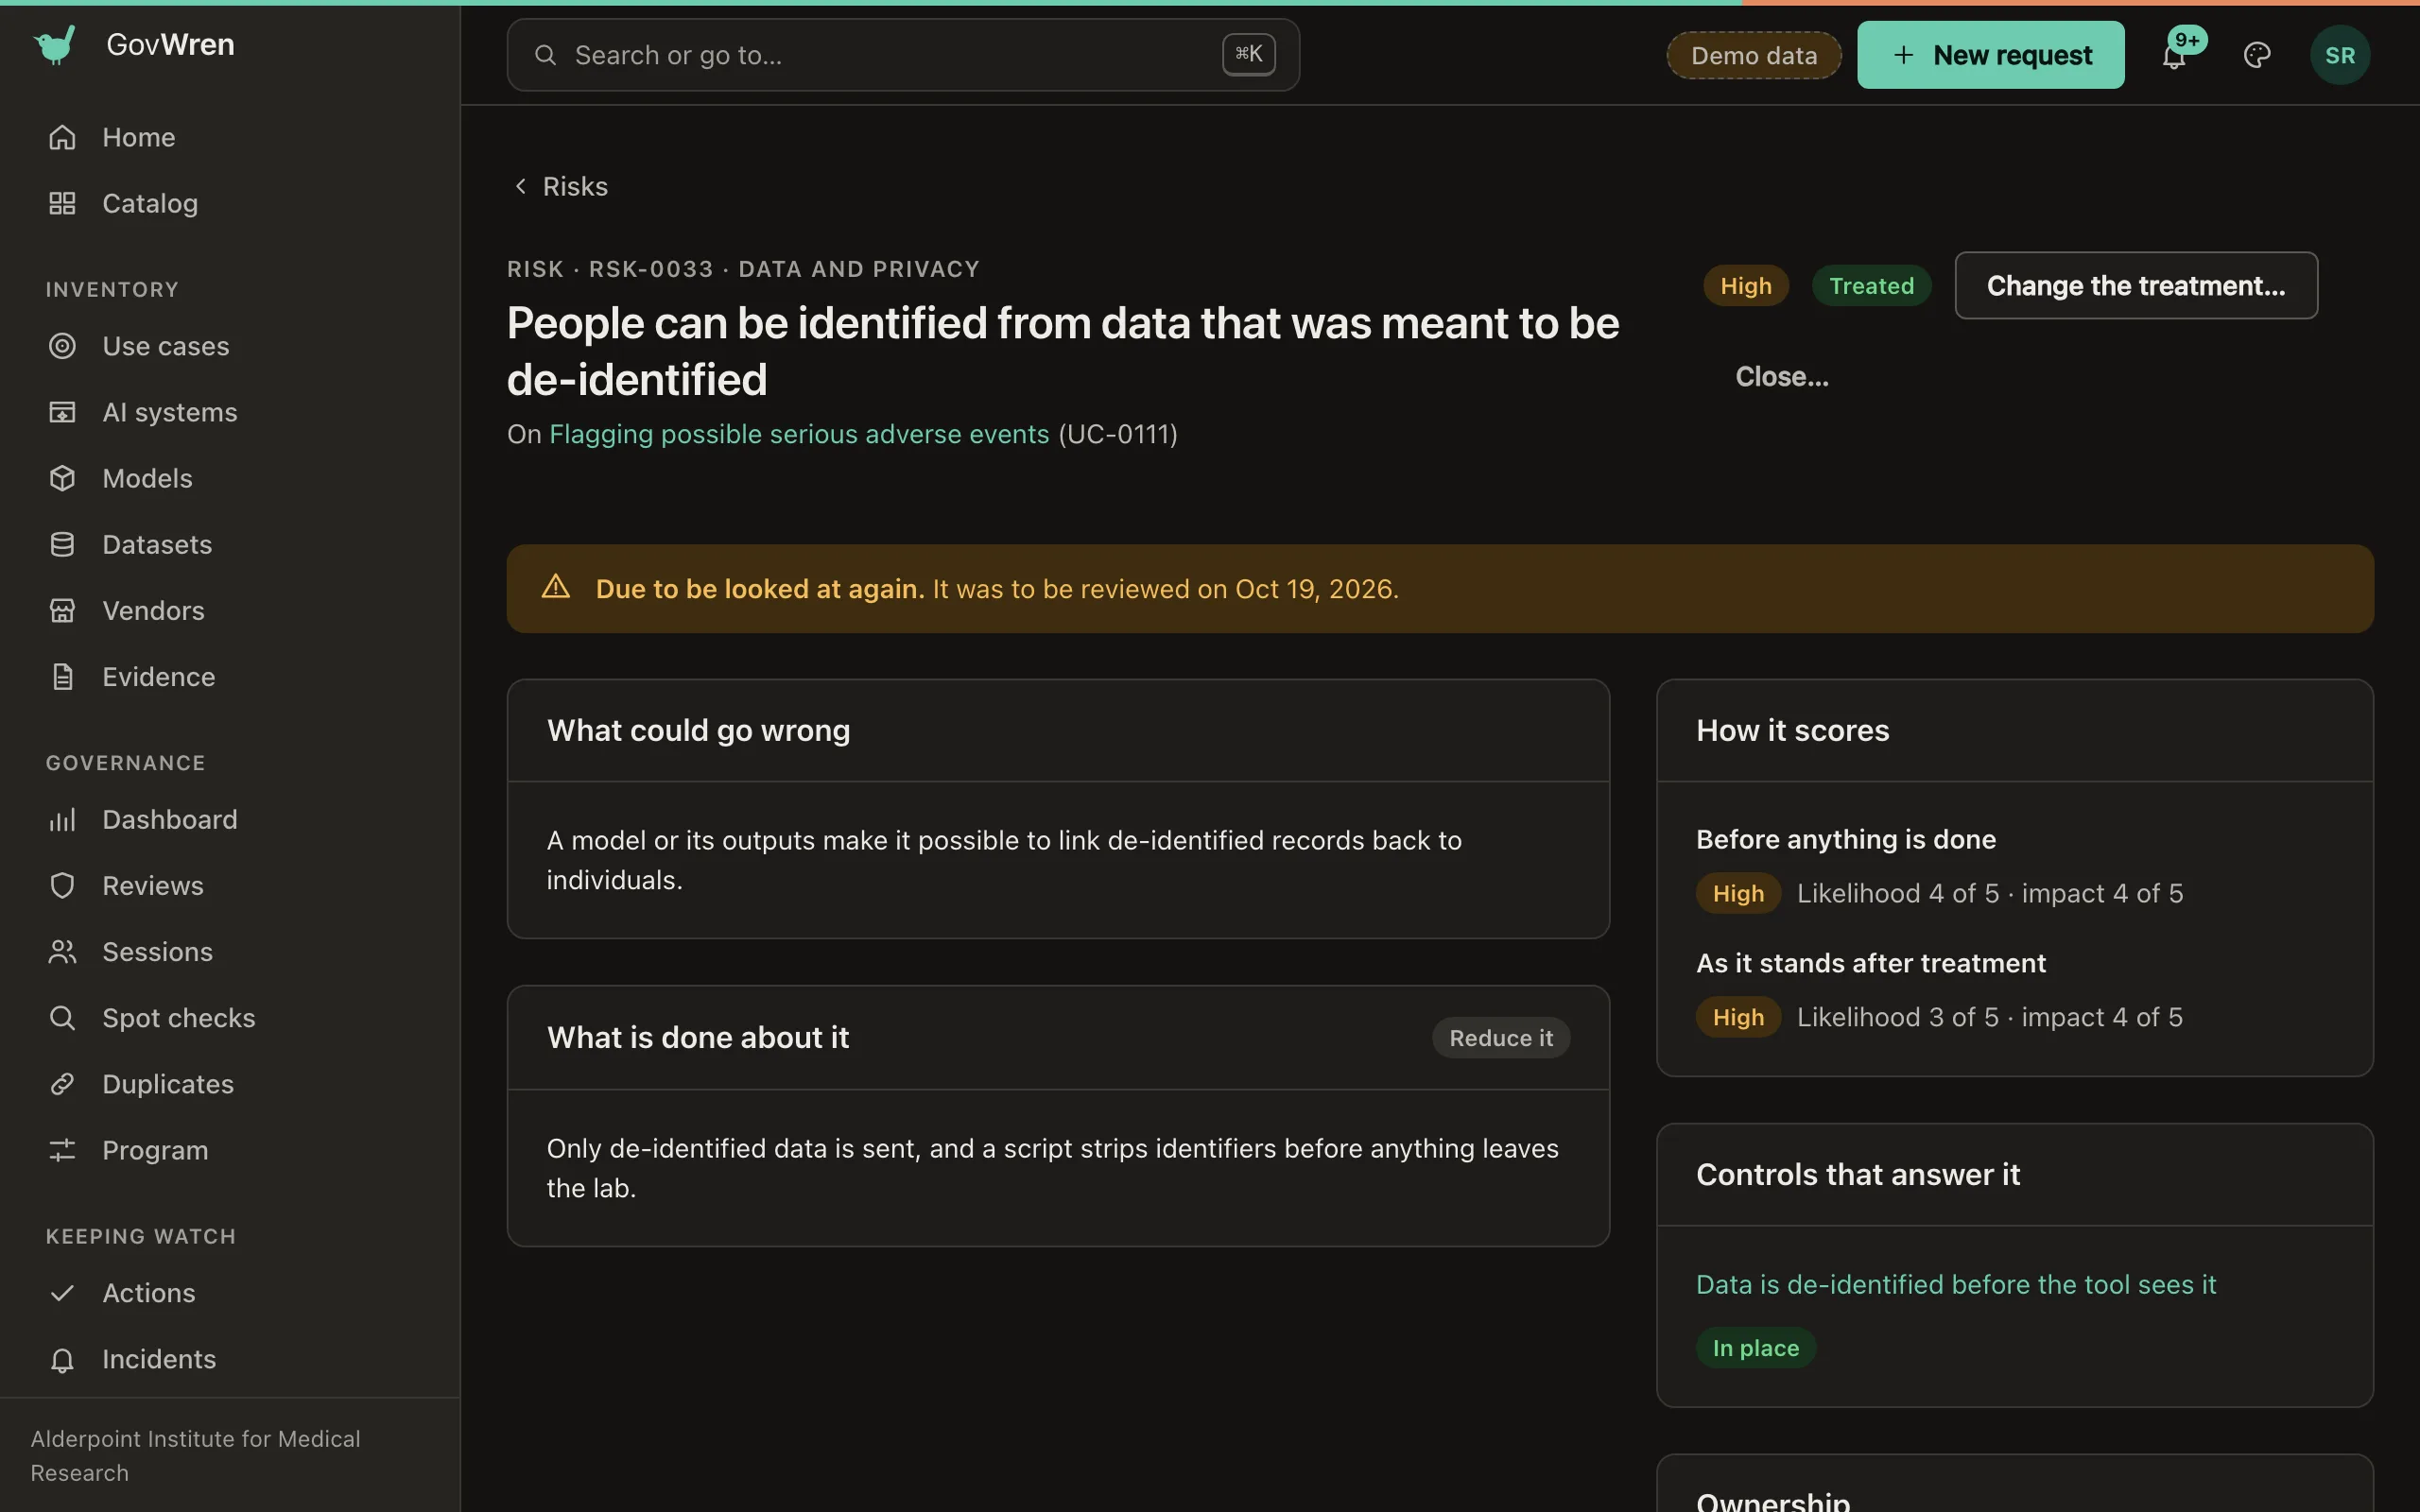 GovWren
Search or go to...
⌘K
Demo data
+ New request
9+
SR
Home
Catalog
INVENTORY
Use cases
AI systems
Models
Datasets
Vendors
Evidence
GOVERNANCE
Dashboard
Reviews
Sessions
Spot checks
Duplicates
Program
KEEPING WATCH
Actions
Incidents
Alderpoint Institute for Medical
Research
Risks
RISK · RSK-0033 · DATA AND PRIVACY
People can be identified from data that was meant to be
de-identified
On Flagging possible serious adverse events (UC-0111)
High
Treated
Change the treatment...
Close...
Due to be looked at again. It was to be reviewed on Oct 19, 2026.
What could go wrong
A model or its outputs make it possible to link de-identified records back to
individuals.
What is done about it
Reduce it
Only de-identified data is sent, and a script strips identifiers before anything leaves
the lab.
How it scores
Before anything is done
High Likelihood 4 of 5 · impact 4 of 5
As it stands after treatment
High Likelihood 3 of 5 · impact 4 of 5
Controls that answer it
Data is de-identified before the tool sees it
In place
Ownership